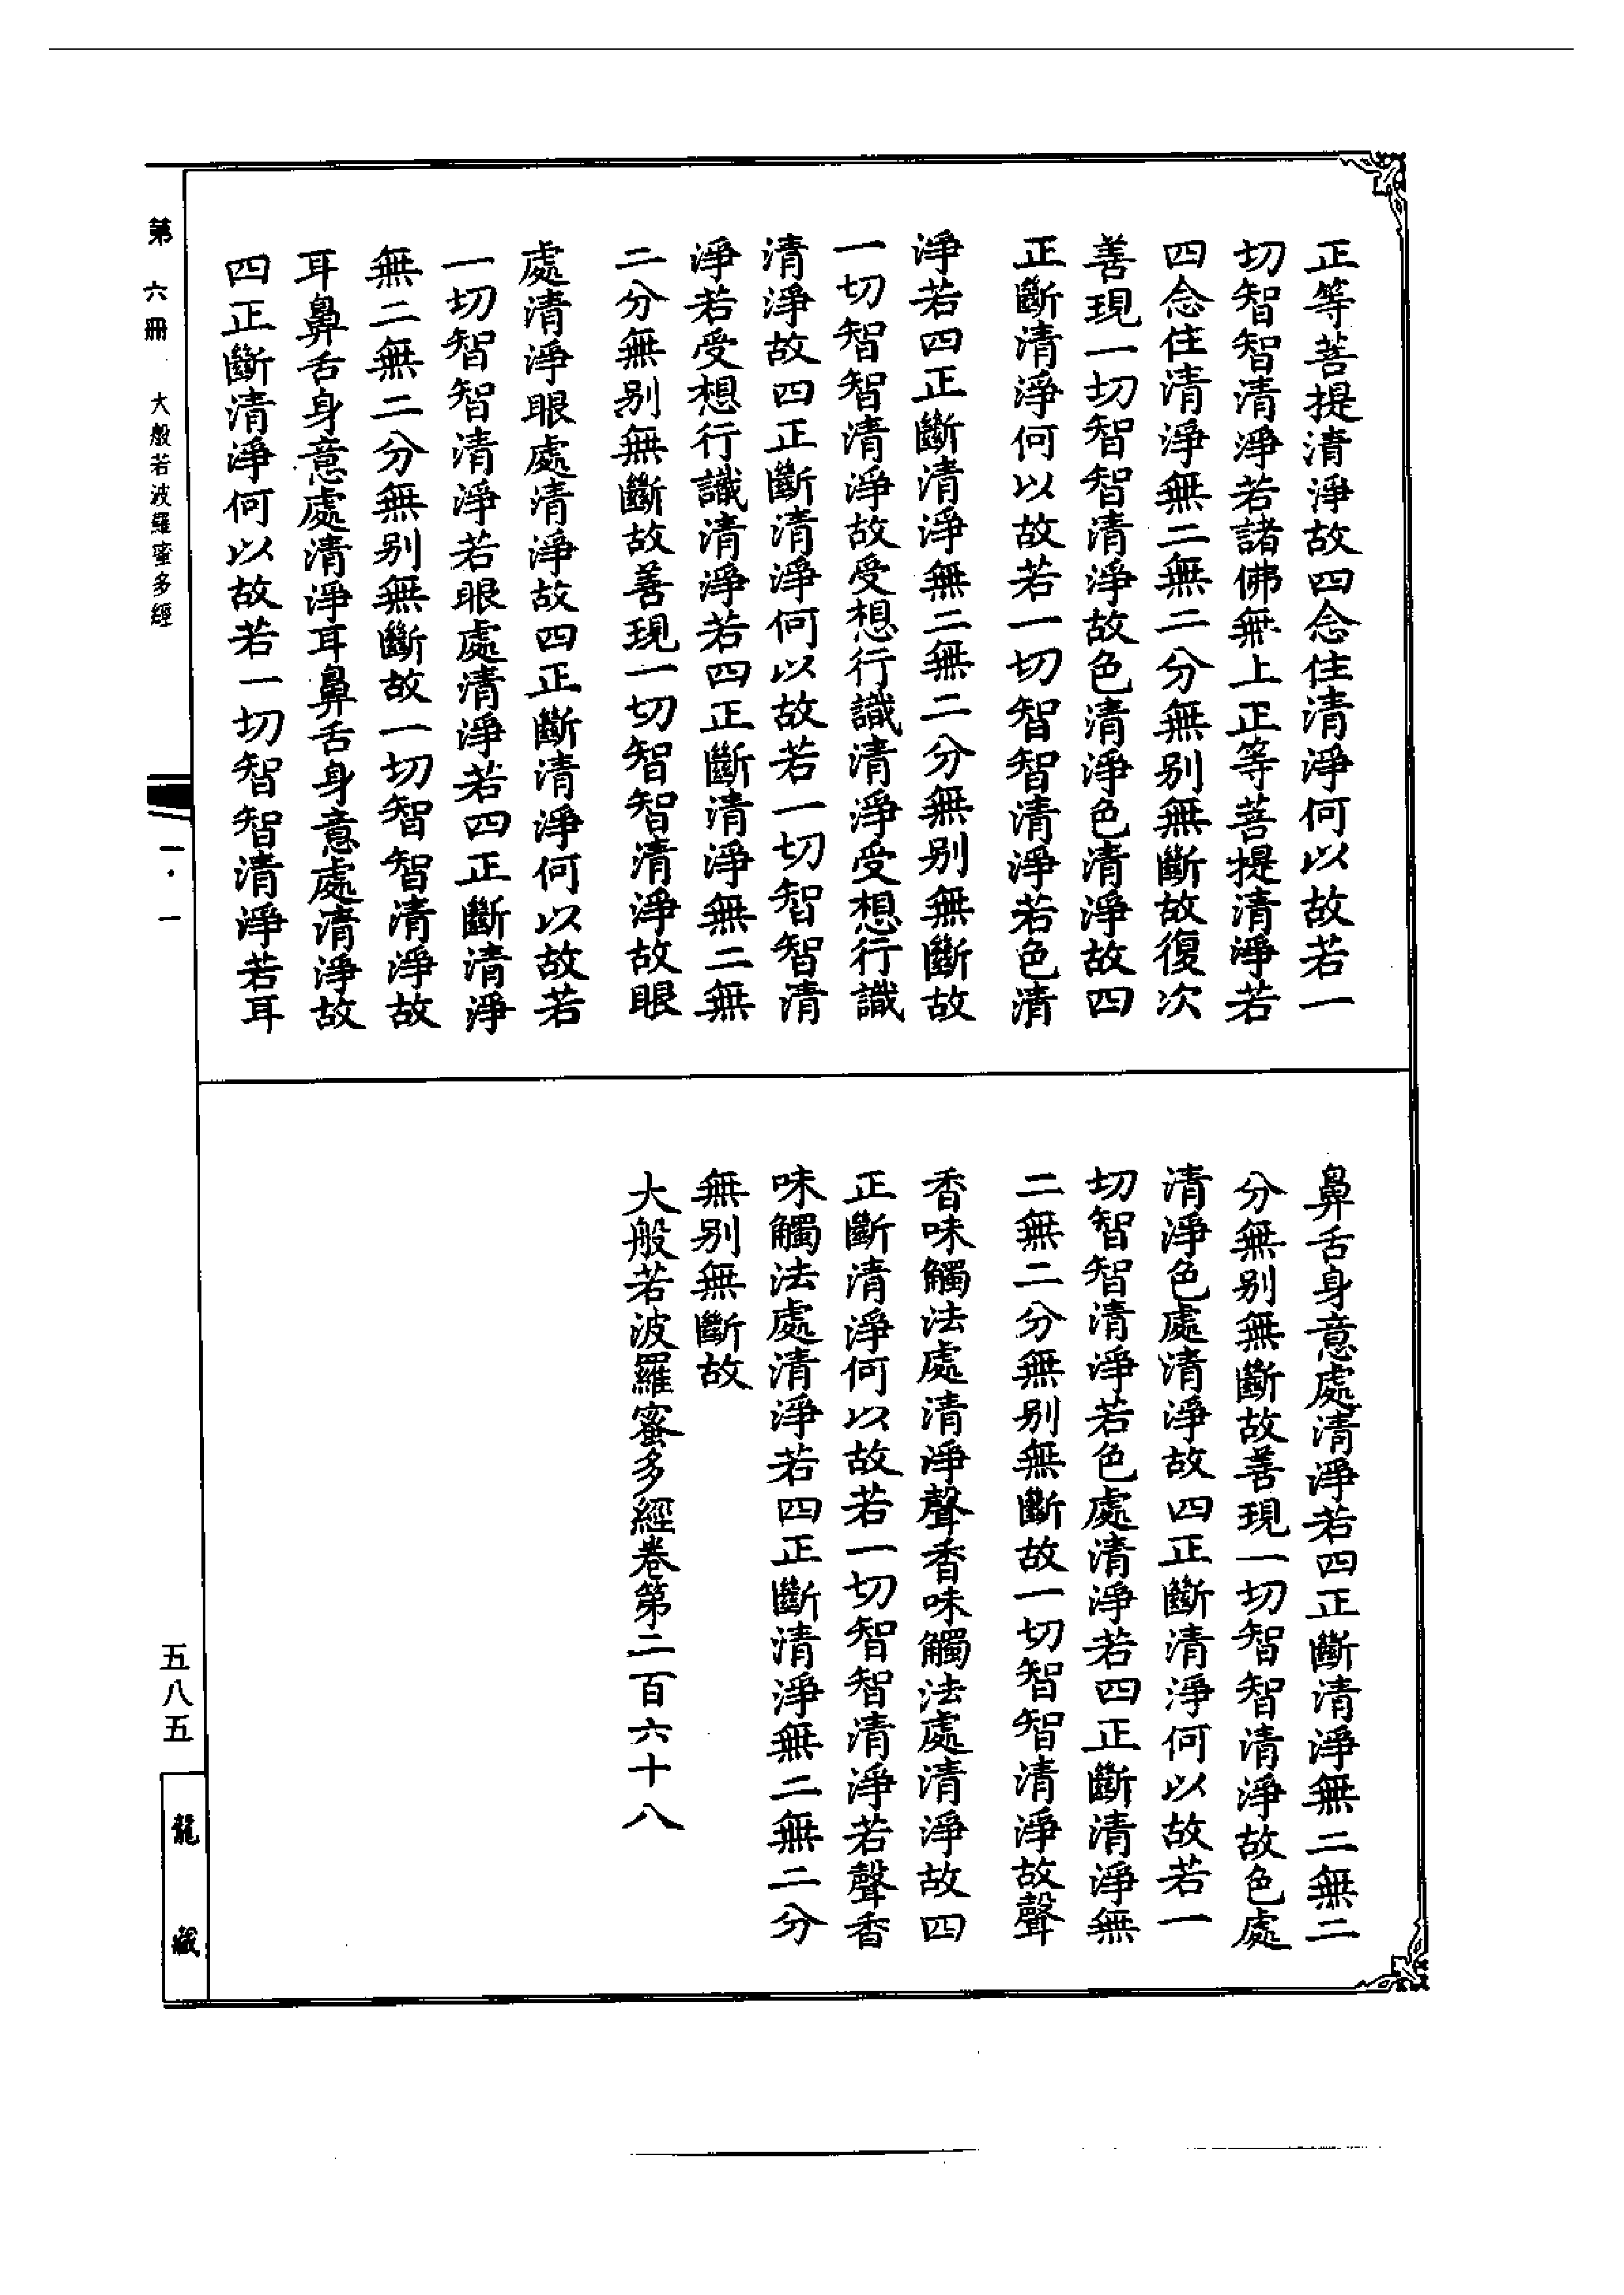 正等菩提清淨故四念住清淨何以故若一
切智智清淨若諸佛無上正等菩提清淨若
四念住清淨無二無二分無別無斷故復次
善現一切智智清淨故色清淨色清淨故四
正斷清淨何以故若一切智智清淨若色清
淨若四正斷清淨無二無二分無別無斷故
一切智智清淨故受想行識清淨受想行識
清淨故四正斷清淨何以故若一切智智清
淨若受想行識清淨若四正斷清淨無二無
二分無別無斷故善現一切智智清淨故眼
處清淨眼處清淨故四正斷清淨何以故若
一切智智清淨若眼處清淨若四正斷清淨
無二無二分無別無斷故一切智智清淨故
耳鼻舌身意處清淨耳鼻舌身意處清淨故
四正斷清淨何以故若一切智智清淨若耳
鼻舌身意處清淨若四正斷清淨無二無二
分無別無斷故善現一切智智清淨故色處
清淨色處清淨故四正斷清淨何以故若一
切智智清淨若色處清淨若四正斷清淨無
二無二分無別無斷故一切智智清淨故聲
香味觸法處清淨聲香味觸法處清淨故四
正斷清淨何以故若一切智智清淨若聲香
味觸法處清淨若四正斷清淨無二無二分
無別無斷故
大般若波羅蜜多經卷第二百六十八
第六冊 大般若波羅蜜多經 一·一 五八五 龍藏